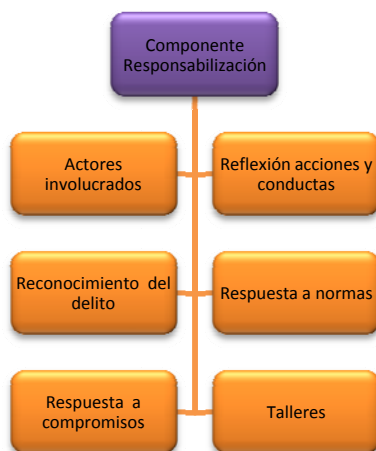 Componente
Responsabilización
Actores
involucrados
Reflexión acciones y
conductas
Reconocimiento del
delito
Respuesta a normas
Respuesta a
compromisos
Talleres